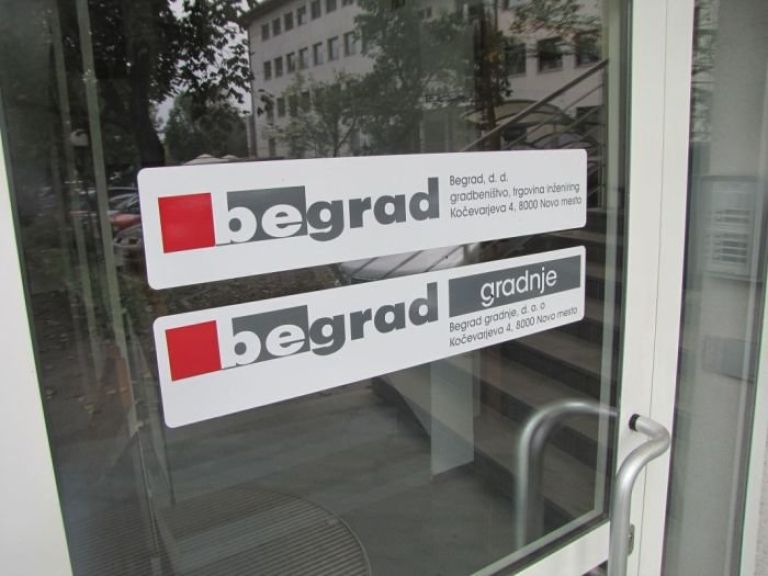 begrad
Begrad, d. d.
gradbeništvo, trgovina inženiring
Kočevarjeva 4, 8000 Novo mesto
begrad
gradnje
Begrad gradnje, d. o. o
Kočevarjeva 4, 8000 Novo mesto